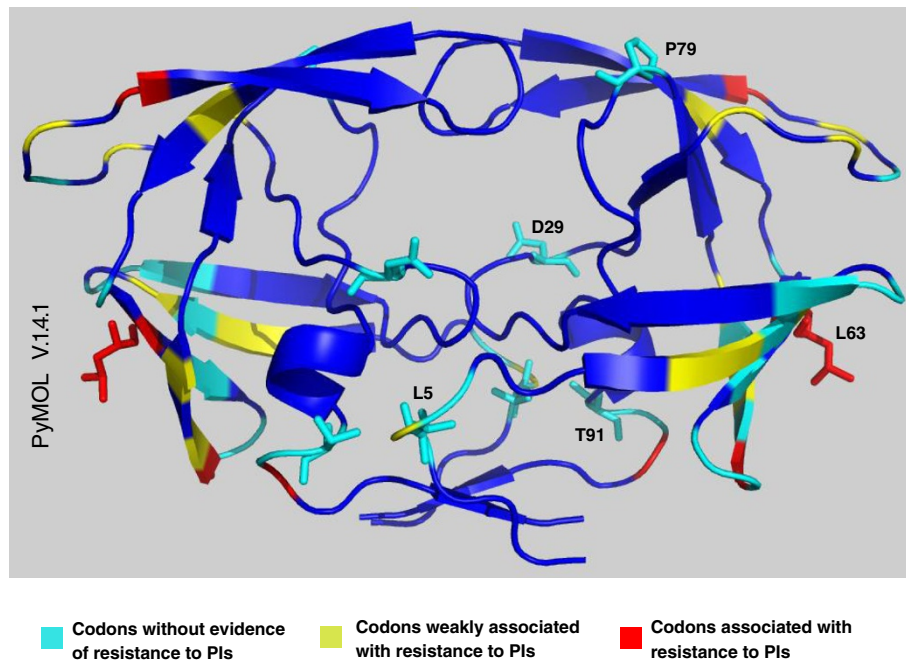 P79
D29
L63
L5
T91
PyMOL V.1.4.1
Codons without evidence
of resistance to PIs
Codons weakly associated
with resistance to PIs
Codons associated with
resistance to PIs